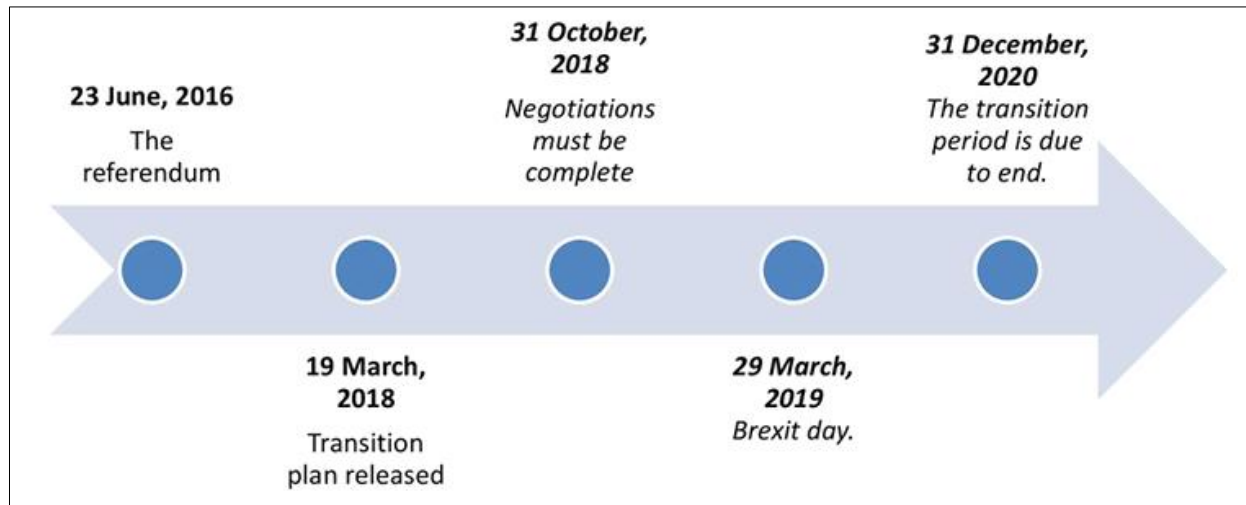 23 June, 2016
The
referendum
19 March,
2018
Transition
plan released
31 October,
2018
Negotiations
must be
complete
29 March,
2019
Brexit day.
31 December,
2020
The transition
period is due
to end.